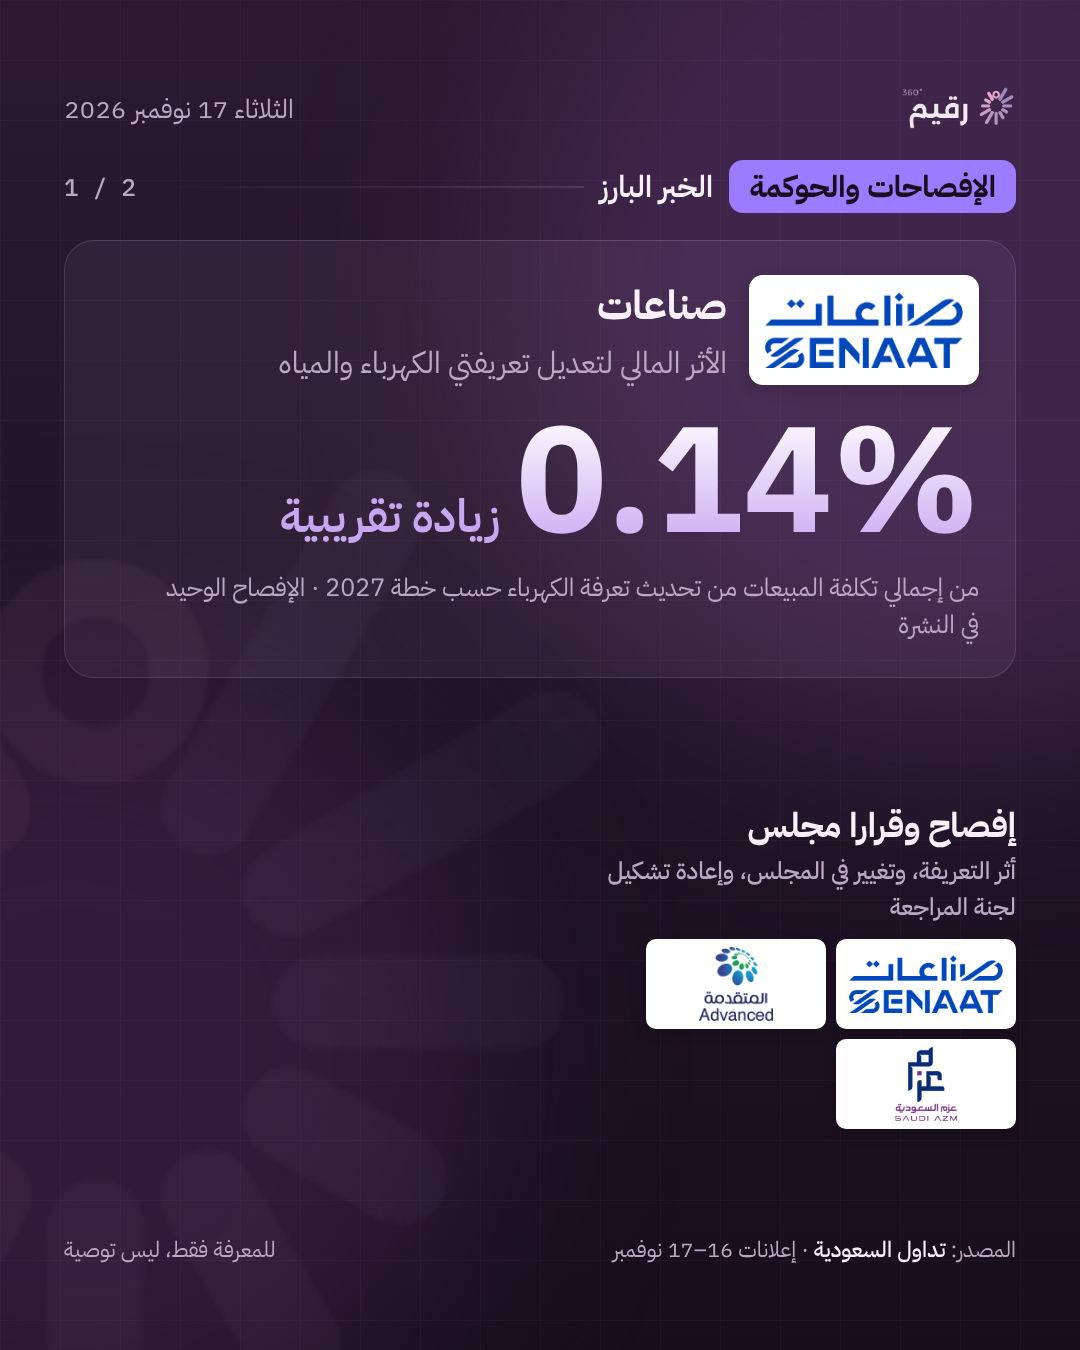 رقيم 360°
الثلاثاء 17 نوفمبر 2026
الإفصاحات والحوكمة
الخبر البارز
1 / 2
صناعات
SENAAT
صناعات
الأثر المالي لتعديل تعريفتي الكهرباء والمياه
0.14% زيادة تقريبية
من إجمالي تكلفة المبيعات من تحديث تعرفة الكهرباء حسب خطة 2027 · الإفصاح الوحيد
في النشرة
إفصاح وقرارا مجلس
أثر التعريفة، وتغيير في المجلس، وإعادة تشكيل
لجنة المراجعة
صناعات
SENAAT
المتقدمة
Advanced
عزم
عزم السعودية
SAUDI AZM
المصدر: تداول السعودية · إعلانات 16–17 نوفمبر
للمعرفة فقط، ليس توصية